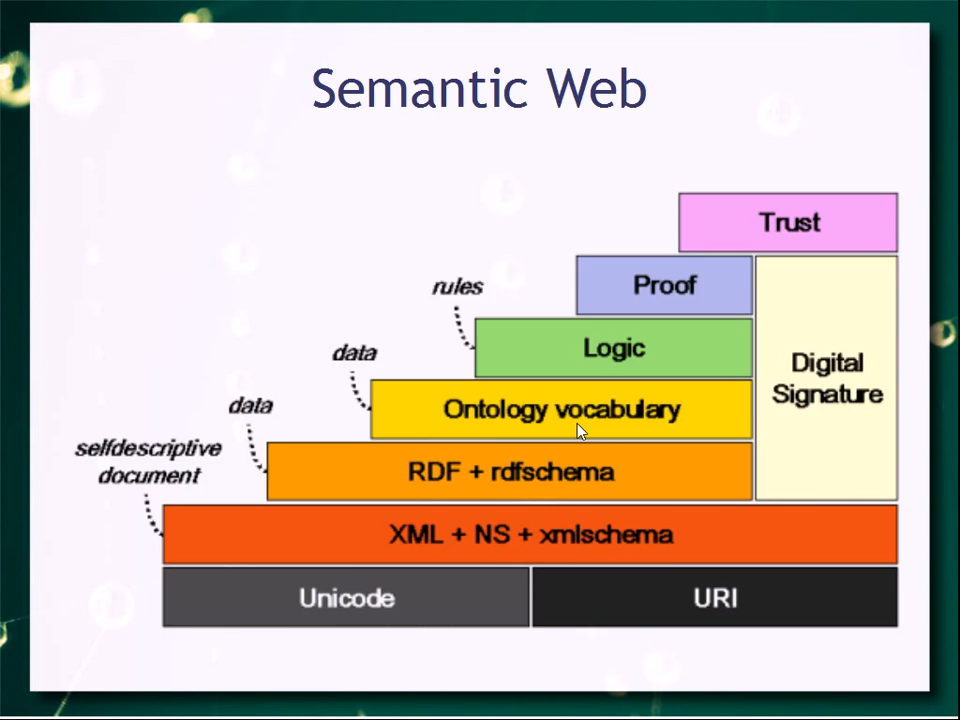 Semantic Web
Trust
Proof
rules
Logic
Digital
Signature
data
Ontology vocabulary
data
RDF + rdfschema
selfdescriptive
document
XML + NS + xmlschema
Unicode
URI